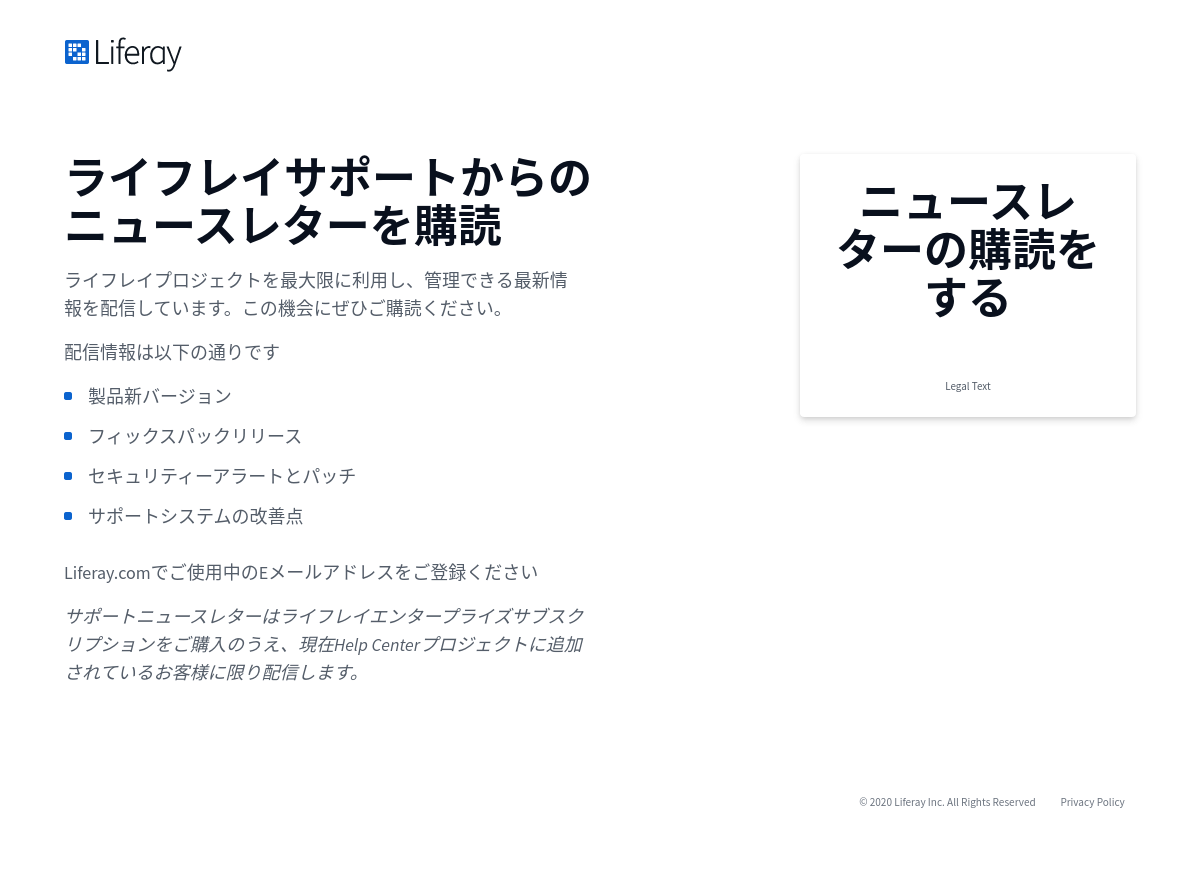 Liferay
ライフレイサポートからの
ニュースレターを購読
ライフレイプロジェクトを最大限に利用し、管理できる最新情
報を配信しています。この機会にぜひご購読ください。
配信情報は以下の通りです
製品新バージョン
フィックスパックリリース
セキュリティーアラートとパッチ
サポートシステムの改善点
Liferay.comでご使用中のEメールアドレスをご登録ください
サポートニュースレターはライフレイエンタープライズサブスク
リプションをご購入のうえ、現在Help Centerプロジェクトに追加
されているお客様に限り配信します。
ニュースレ
ターの購読を
する
Legal Text
© 2020 Liferay Inc. All Rights Reserved Privacy Policy